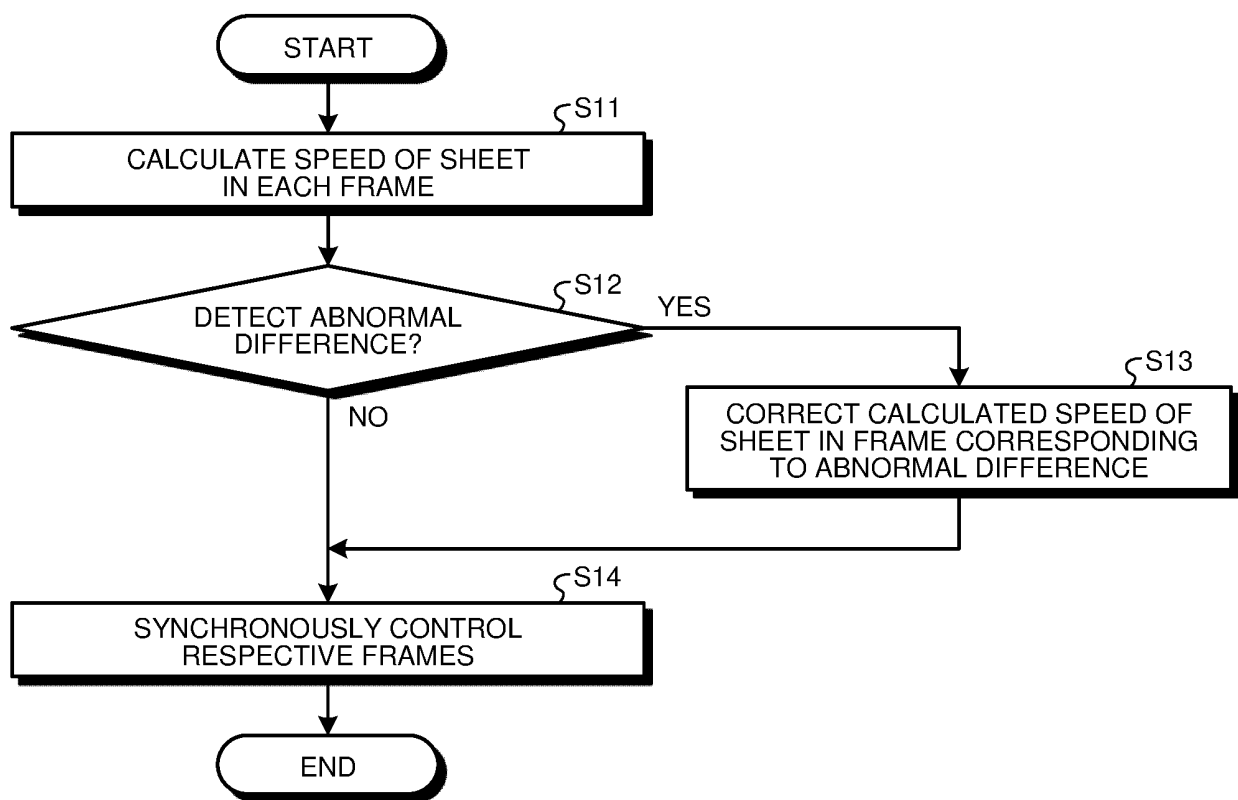 START
S11
CALCULATE SPEED OF SHEET
IN EACH FRAME
S12
DETECT ABNORMAL
DIFFERENCE?
YES
NO
S13
CORRECT CALCULATED SPEED OF
SHEET IN FRAME CORRESPONDING
TO ABNORMAL DIFFERENCE
S14
SYNCHRONOUSLY CONTROL
RESPECTIVE FRAMES
END